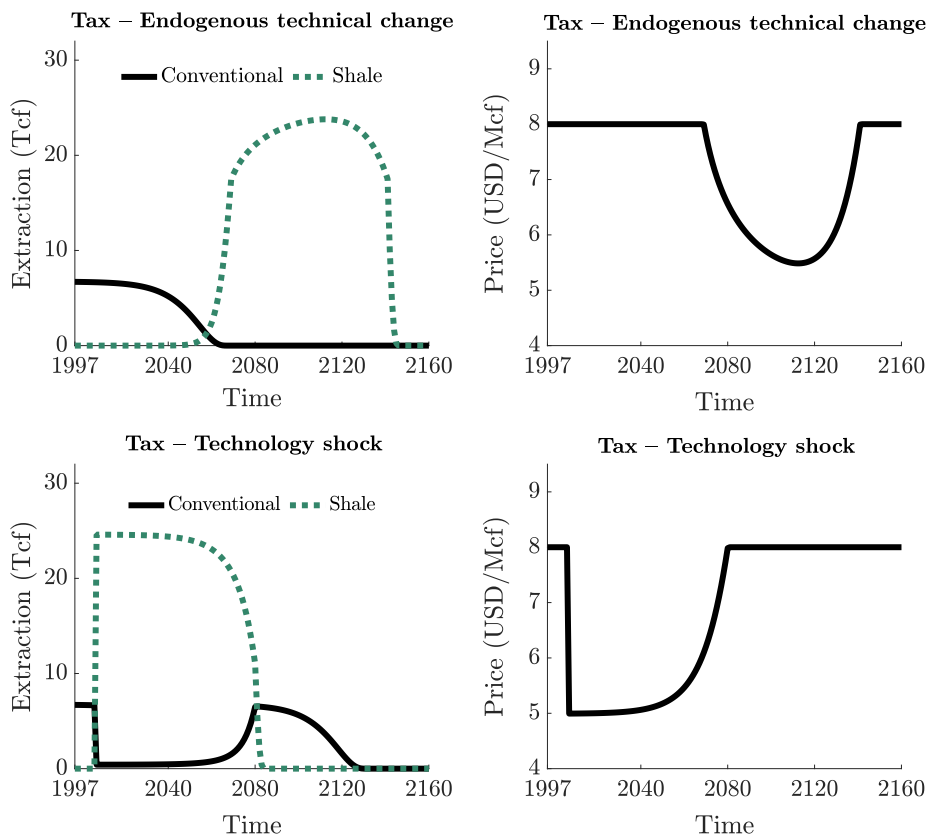 Tax – Endogenous technical change
Extraction (Tcf)
30
20
10
0
Conventional
Shale
1997
2040
2080
2120
2160
Time
Tax – Endogenous technical change
Price (USD/Mcf)
9
8
7
6
5
4
1997
2040
2080
2120
2160
Time
Tax – Technology shock
Extraction (Tcf)
30
20
10
0
Conventional
Shale
1997
2040
2080
2120
2160
Time
Tax – Technology shock
Price (USD/Mcf)
9
8
7
6
5
4
1997
2040
2080
2120
2160
Time